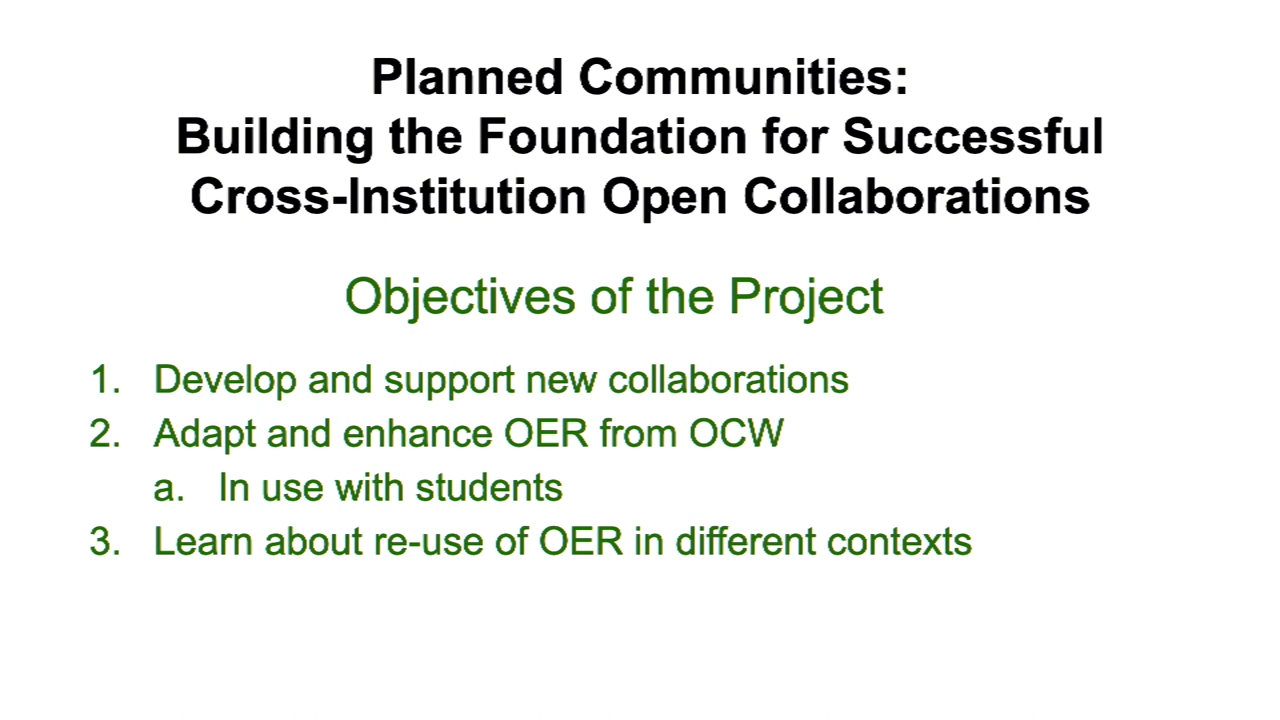 Planned Communities:
Building the Foundation for Successful
Cross-Institution Open Collaborations
Objectives of the Project
1. Develop and support new collaborations
2. Adapt and enhance OER from OCW
a. In use with students
3. Learn about re-use of OER in different contexts